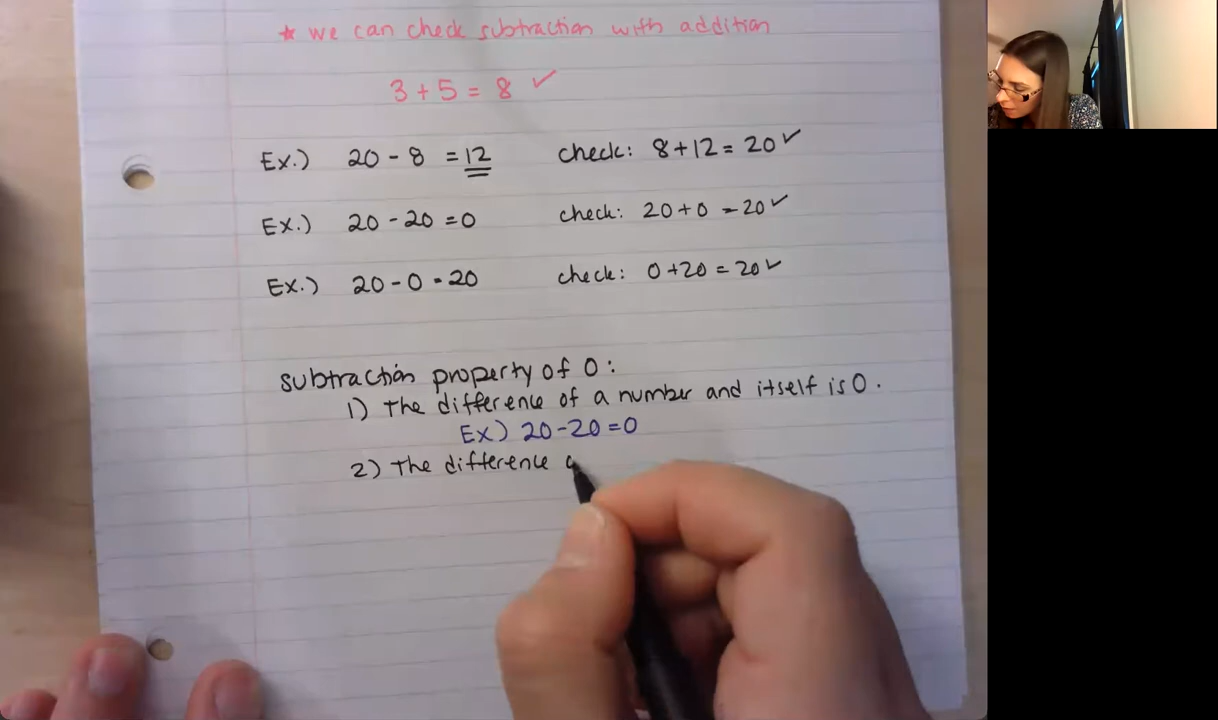 ★ we can check subtraction with addition
3 + 5 = 8 ✓
Ex.) 20 - 8 = 12 check: 8 + 12 = 20 ✓
Ex.) 20 - 20 = 0 check: 20 + 0 = 20 ✓
Ex.) 20 - 0 = 20 check: 0 + 20 = 20 ✓
subtraction property of 0:
1) The difference of a number and itself is 0.
Ex) 20 - 20 = 0
2) The difference